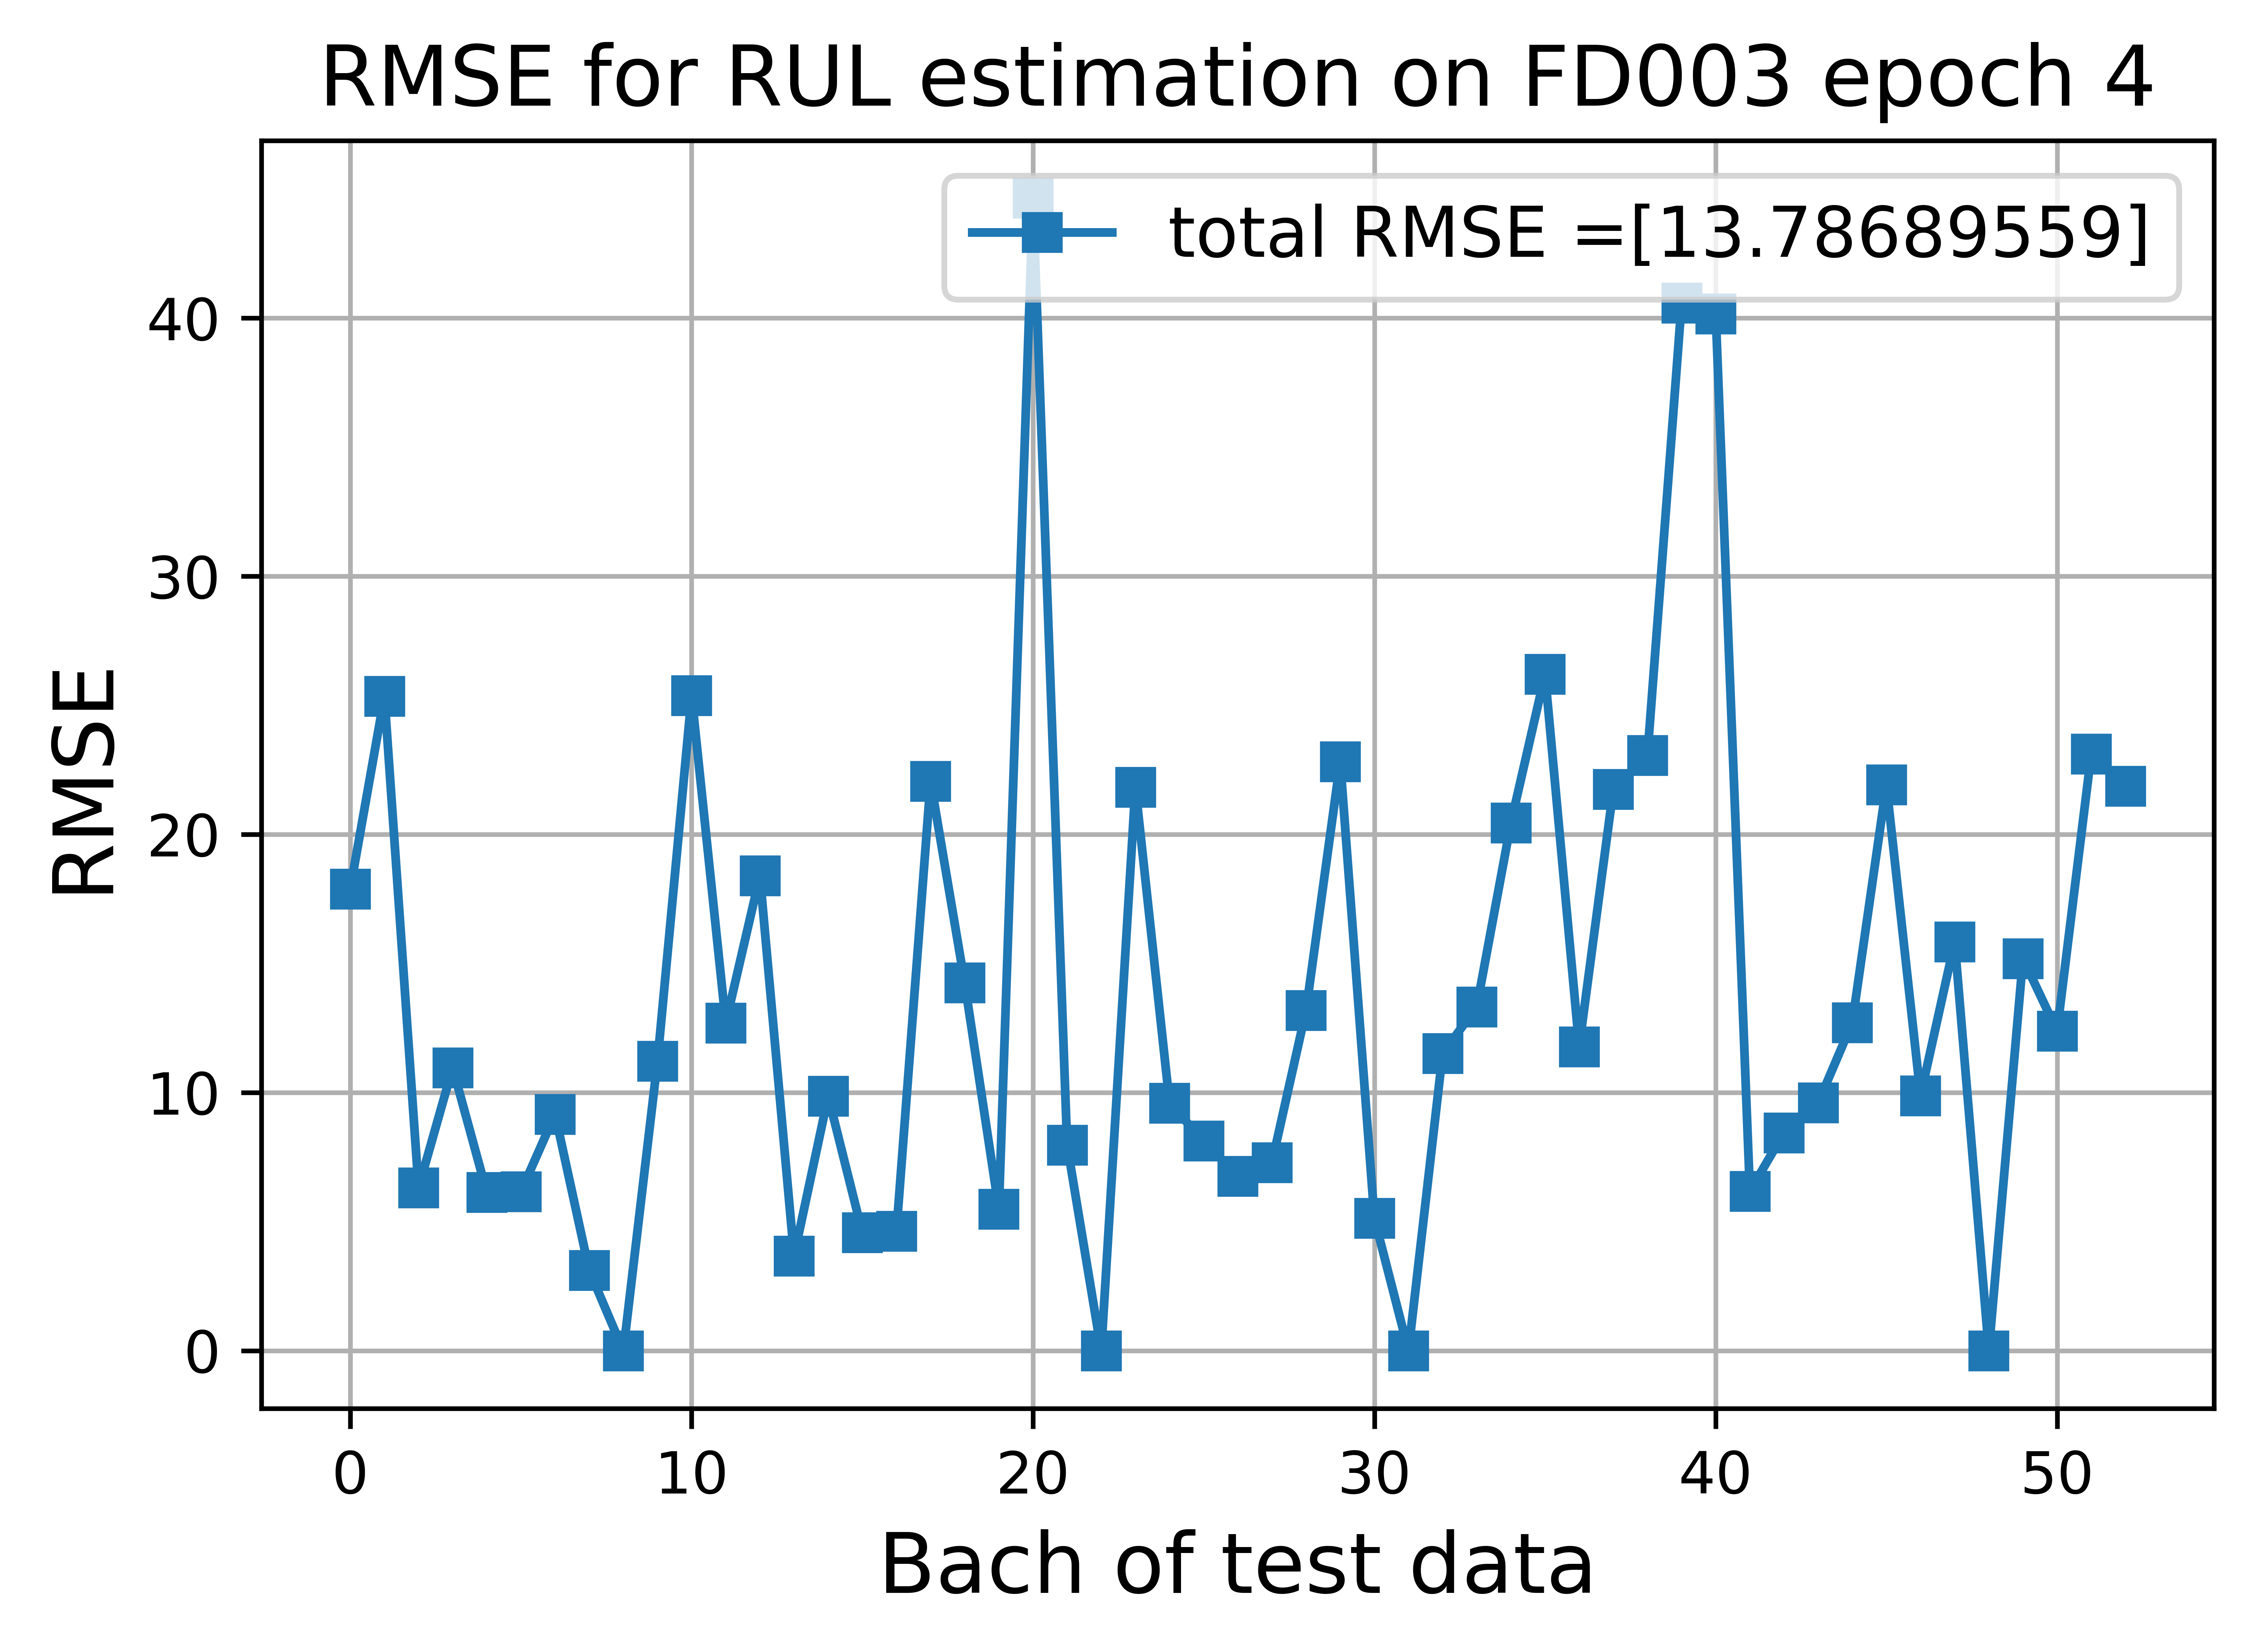 RMSE for RUL estimation on FD003 epoch 4
total RMSE =[13.78689559]
40
30
20
10
0
RMSE
0 10 20 30 40 50
Bach of test data